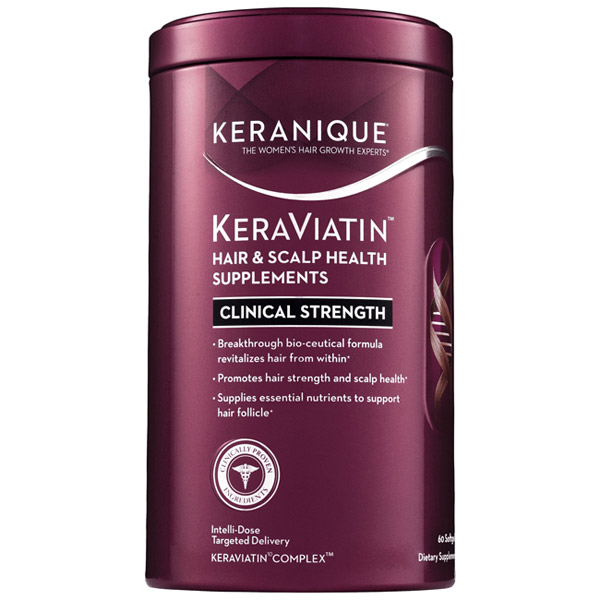 KERANIQUE®
THE WOMEN'S HAIR GROWTH EXPERTS®
KERAVIATIN™
HAIR & SCALP HEALTH
SUPPLEMENTS
CLINICAL STRENGTH
• Breakthrough bio-ceutical formula
revitalizes hair from within*
• Promotes hair strength and scalp health*
• Supplies essential nutrients to support
hair follicle*
CLINICALLY PROVEN
INGREDIENTS
Intelli-Dose
Targeted Delivery
KERAVIATIN COMPLEX™
60
Dietary